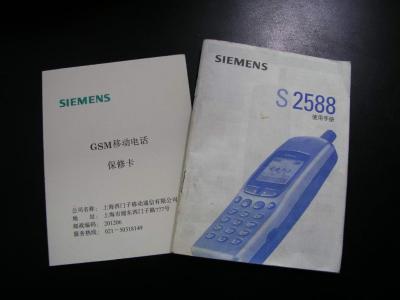 SIEMENS
GSM移动电话
保修卡
公司名称：上海西门子移动通信有限公司
地 址：上海市浦东西门子路777号
邮政编码：201206
服务热线：021－50318149
SIEMENS
S 2588
使用手册